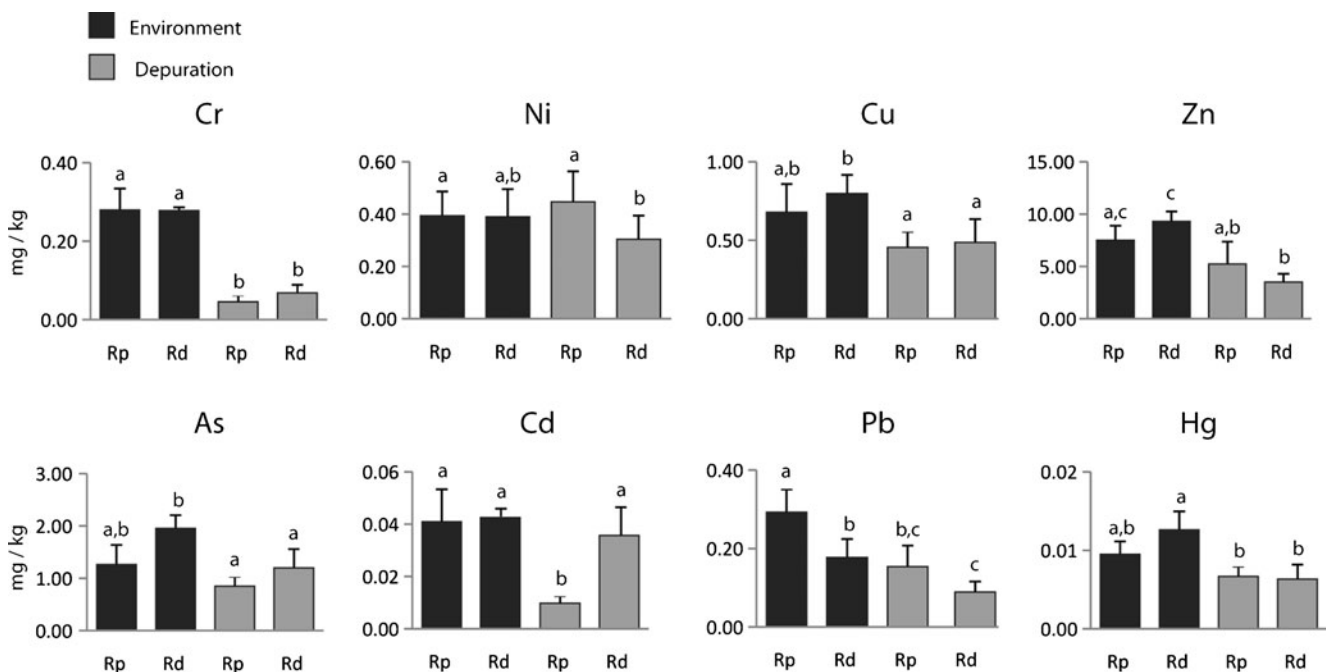 Environment
Depuration
Cr
Ni
Cu
Zn
mg / kg
0.40
0.20
0.00
a
a
b
b
Rp Rd Rp Rd
0.60
0.40
0.20
0.00
a
a,b
a
b
Rp Rd Rp Rd
1.00
0.50
0.00
a,b
b
a
a
Rp Rd Rp Rd
15.00
10.00
5.00
0.00
a,c
c
a,b
b
Rp Rd Rp Rd
As
Cd
Pb
Hg
mg / kg
3.00
2.00
1.00
0.00
a,b
b
a
a
Rp Rd Rp Rd
0.06
0.04
0.02
0.00
a
a
b
a
Rp Rd Rp Rd
0.40
0.20
0.00
a
b
b,c
c
Rp Rd Rp Rd
0.02
0.01
0.00
a,b
a
b
b
Rp Rd Rp Rd